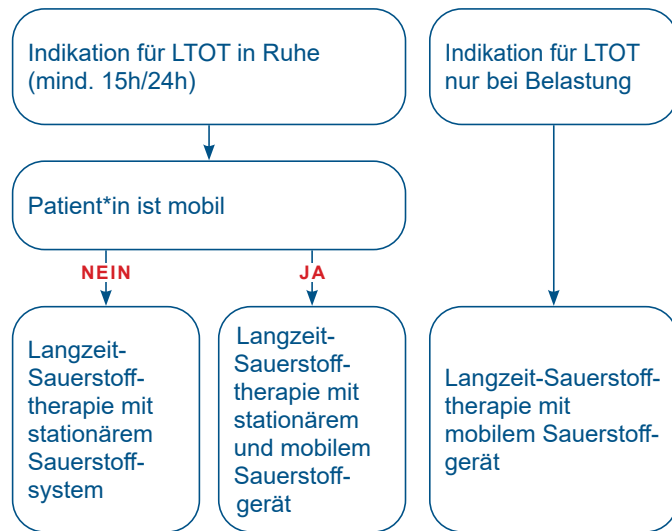 Indikation für LTOT in Ruhe
(mind. 15h/24h)
Indikation für LTOT
nur bei Belastung
Patient*in ist mobil
NEIN
JA
Langzeit-
Sauerstoff-
therapie mit
stationärem
Sauerstoff-
system
Langzeit-
Sauerstoff-
therapie mit
stationärem
und mobilem
Sauerstoff-
gerät
Langzeit-Sauerstoff-
therapie mit
mobilem Sauerstoff-
gerät